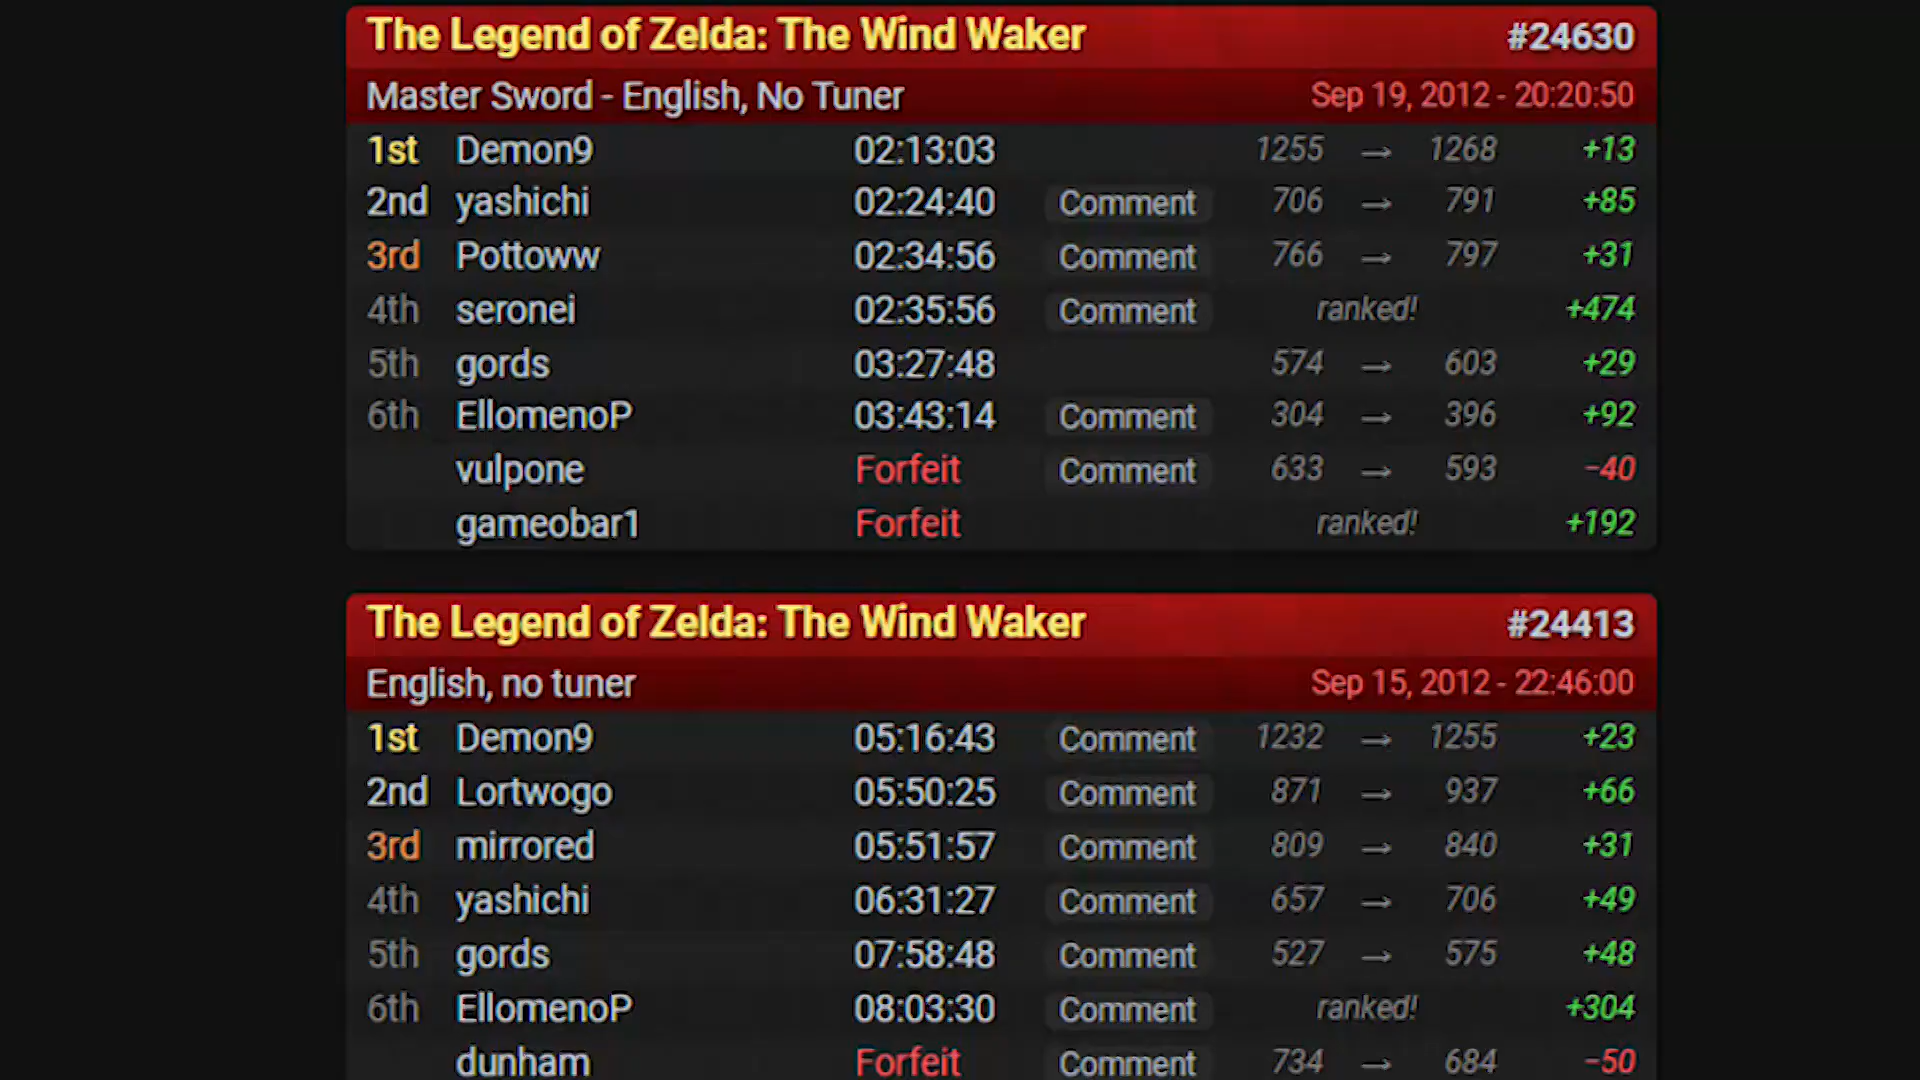 The Legend of Zelda: The Wind Waker #24630
Master Sword - English, No Tuner Sep 19, 2012 - 20:20:50
1st Demon9 02:13:03 1255 → 1268 +13
2nd yashichi 02:24:40 Comment 706 → 791 +85
3rd Pottoww 02:34:56 Comment 766 → 797 +31
4th seronei 02:35:56 Comment ranked! +474
5th gords 03:27:48 574 → 603 +29
6th EllomenoP 03:43:14 Comment 304 → 396 +92
vulpone Forfeit Comment 633 → 593 −40
gameobar1 Forfeit ranked! +192
The Legend of Zelda: The Wind Waker #24413
English, no tuner Sep 15, 2012 - 22:46:00
1st Demon9 05:16:43 Comment 1232 → 1255 +23
2nd Lortwogo 05:50:25 Comment 871 → 937 +66
3rd mirrored 05:51:57 Comment 809 → 840 +31
4th yashichi 06:31:27 Comment 657 → 706 +49
5th gords 07:58:48 Comment 527 → 575 +48
6th EllomenoP 08:03:30 Comment ranked! +304
dunham Forfeit Comment 734 → 684 −50